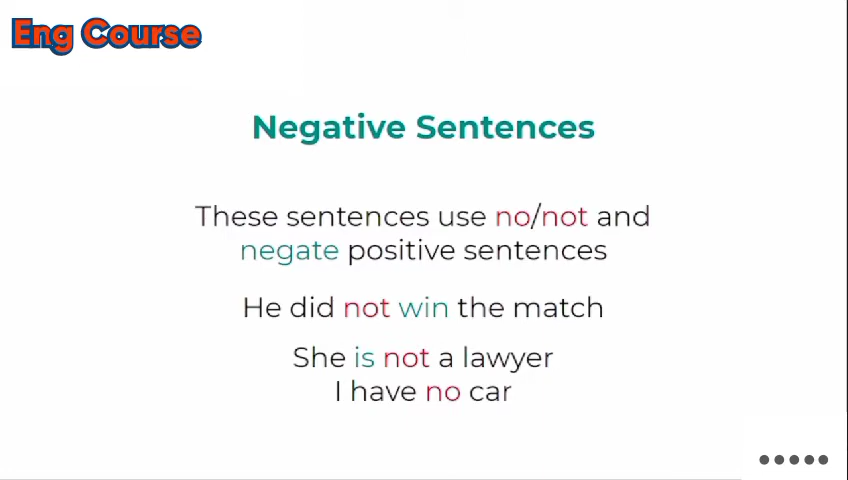 Eng Course
Negative Sentences
These sentences use no/not and
negate positive sentences
He did not win the match
She is not a lawyer
I have no car